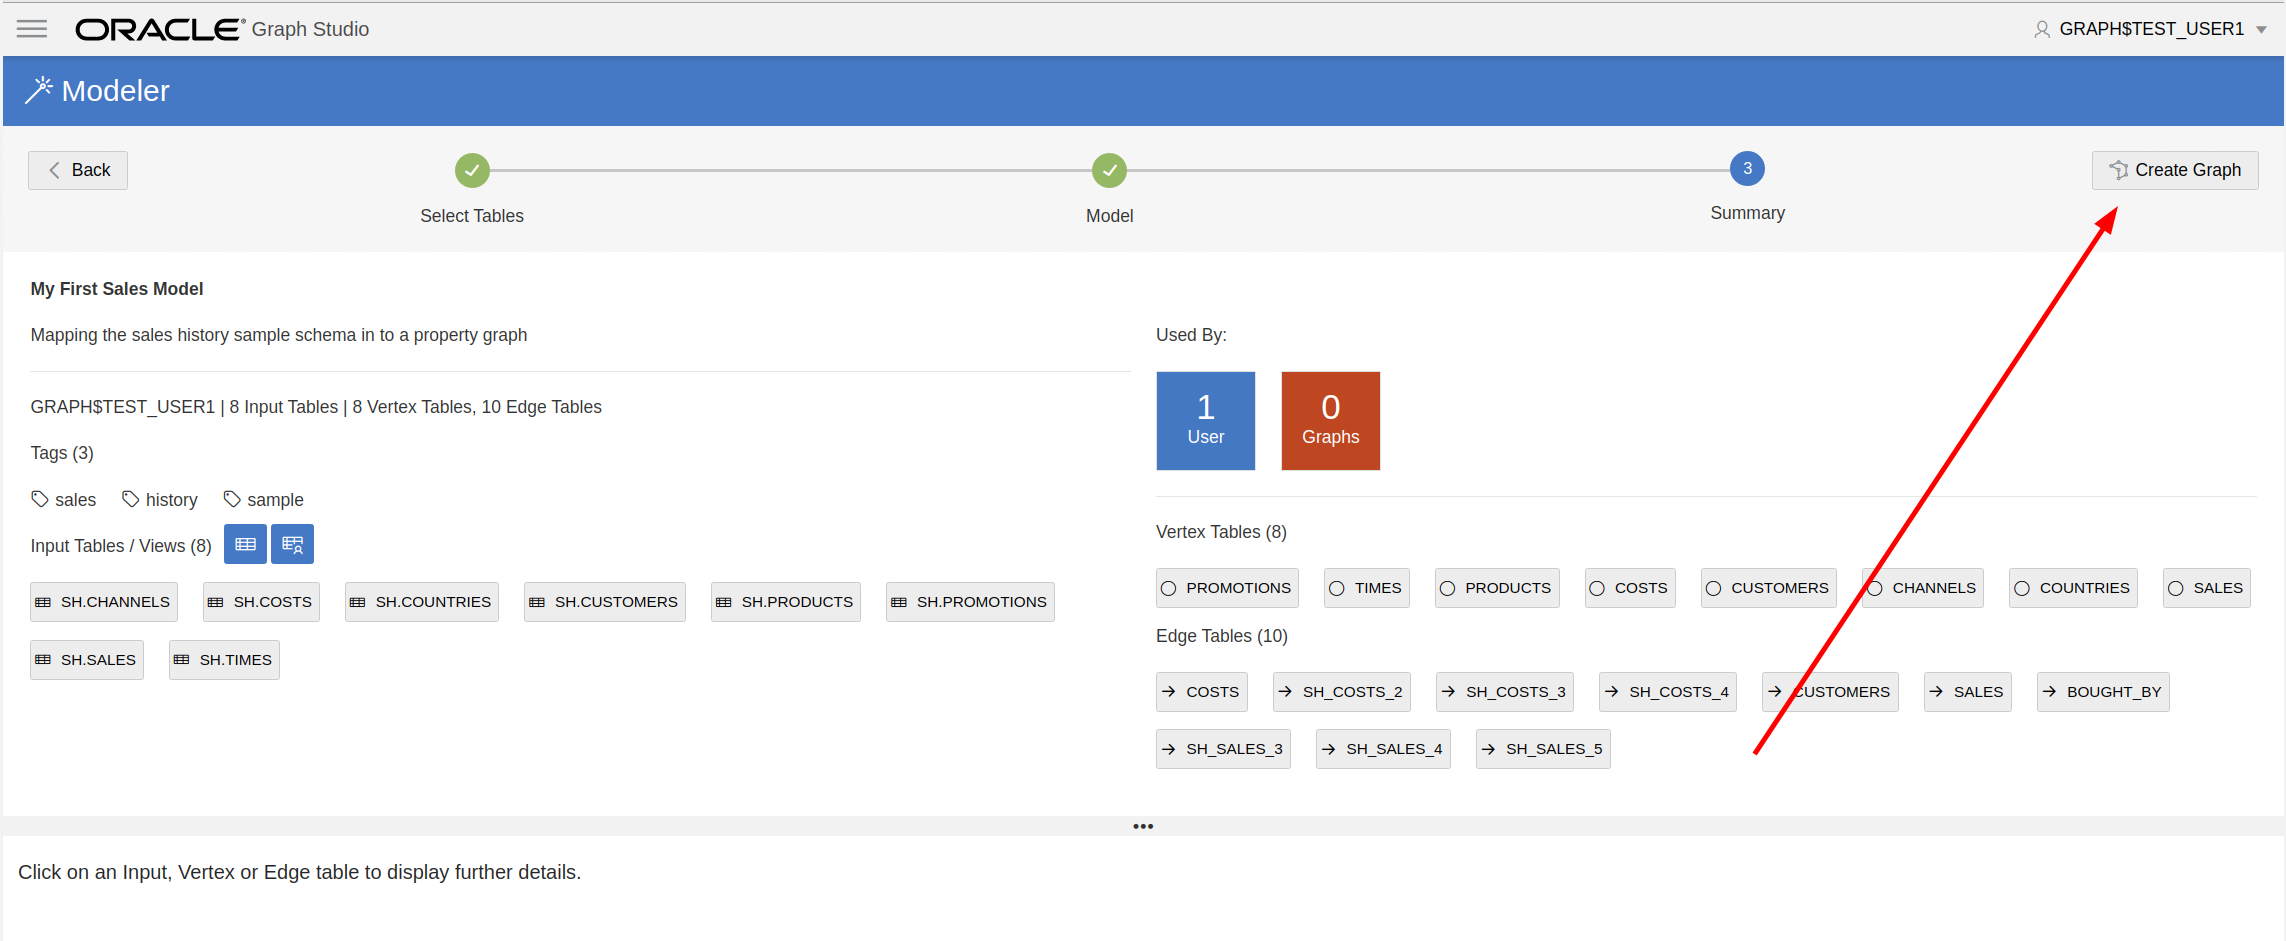 ORACLE® Graph Studio
GRAPH$TEST_USER1
Modeler
Back
3
Create Graph
Select Tables
Model
Summary
My First Sales Model
Mapping the sales history sample schema in to a property graph
GRAPH$TEST_USER1 | 8 Input Tables | 8 Vertex Tables, 10 Edge Tables
Tags (3)
sales history sample
Input Tables / Views (8)
SH.CHANNELS SH.COSTS SH.COUNTRIES SH.CUSTOMERS SH.PRODUCTS SH.PROMOTIONS
SH.SALES SH.TIMES
Used By:
1 0
User Graphs
Vertex Tables (8)
PROMOTIONS TIMES PRODUCTS COSTS CUSTOMERS CHANNELS COUNTRIES SALES
Edge Tables (10)
COSTS SH_COSTS_2 SH_COSTS_3 SH_COSTS_4 CUSTOMERS SALES BOUGHT_BY
SH_SALES_3 SH_SALES_4 SH_SALES_5
•••
Click on an Input, Vertex or Edge table to display further details.